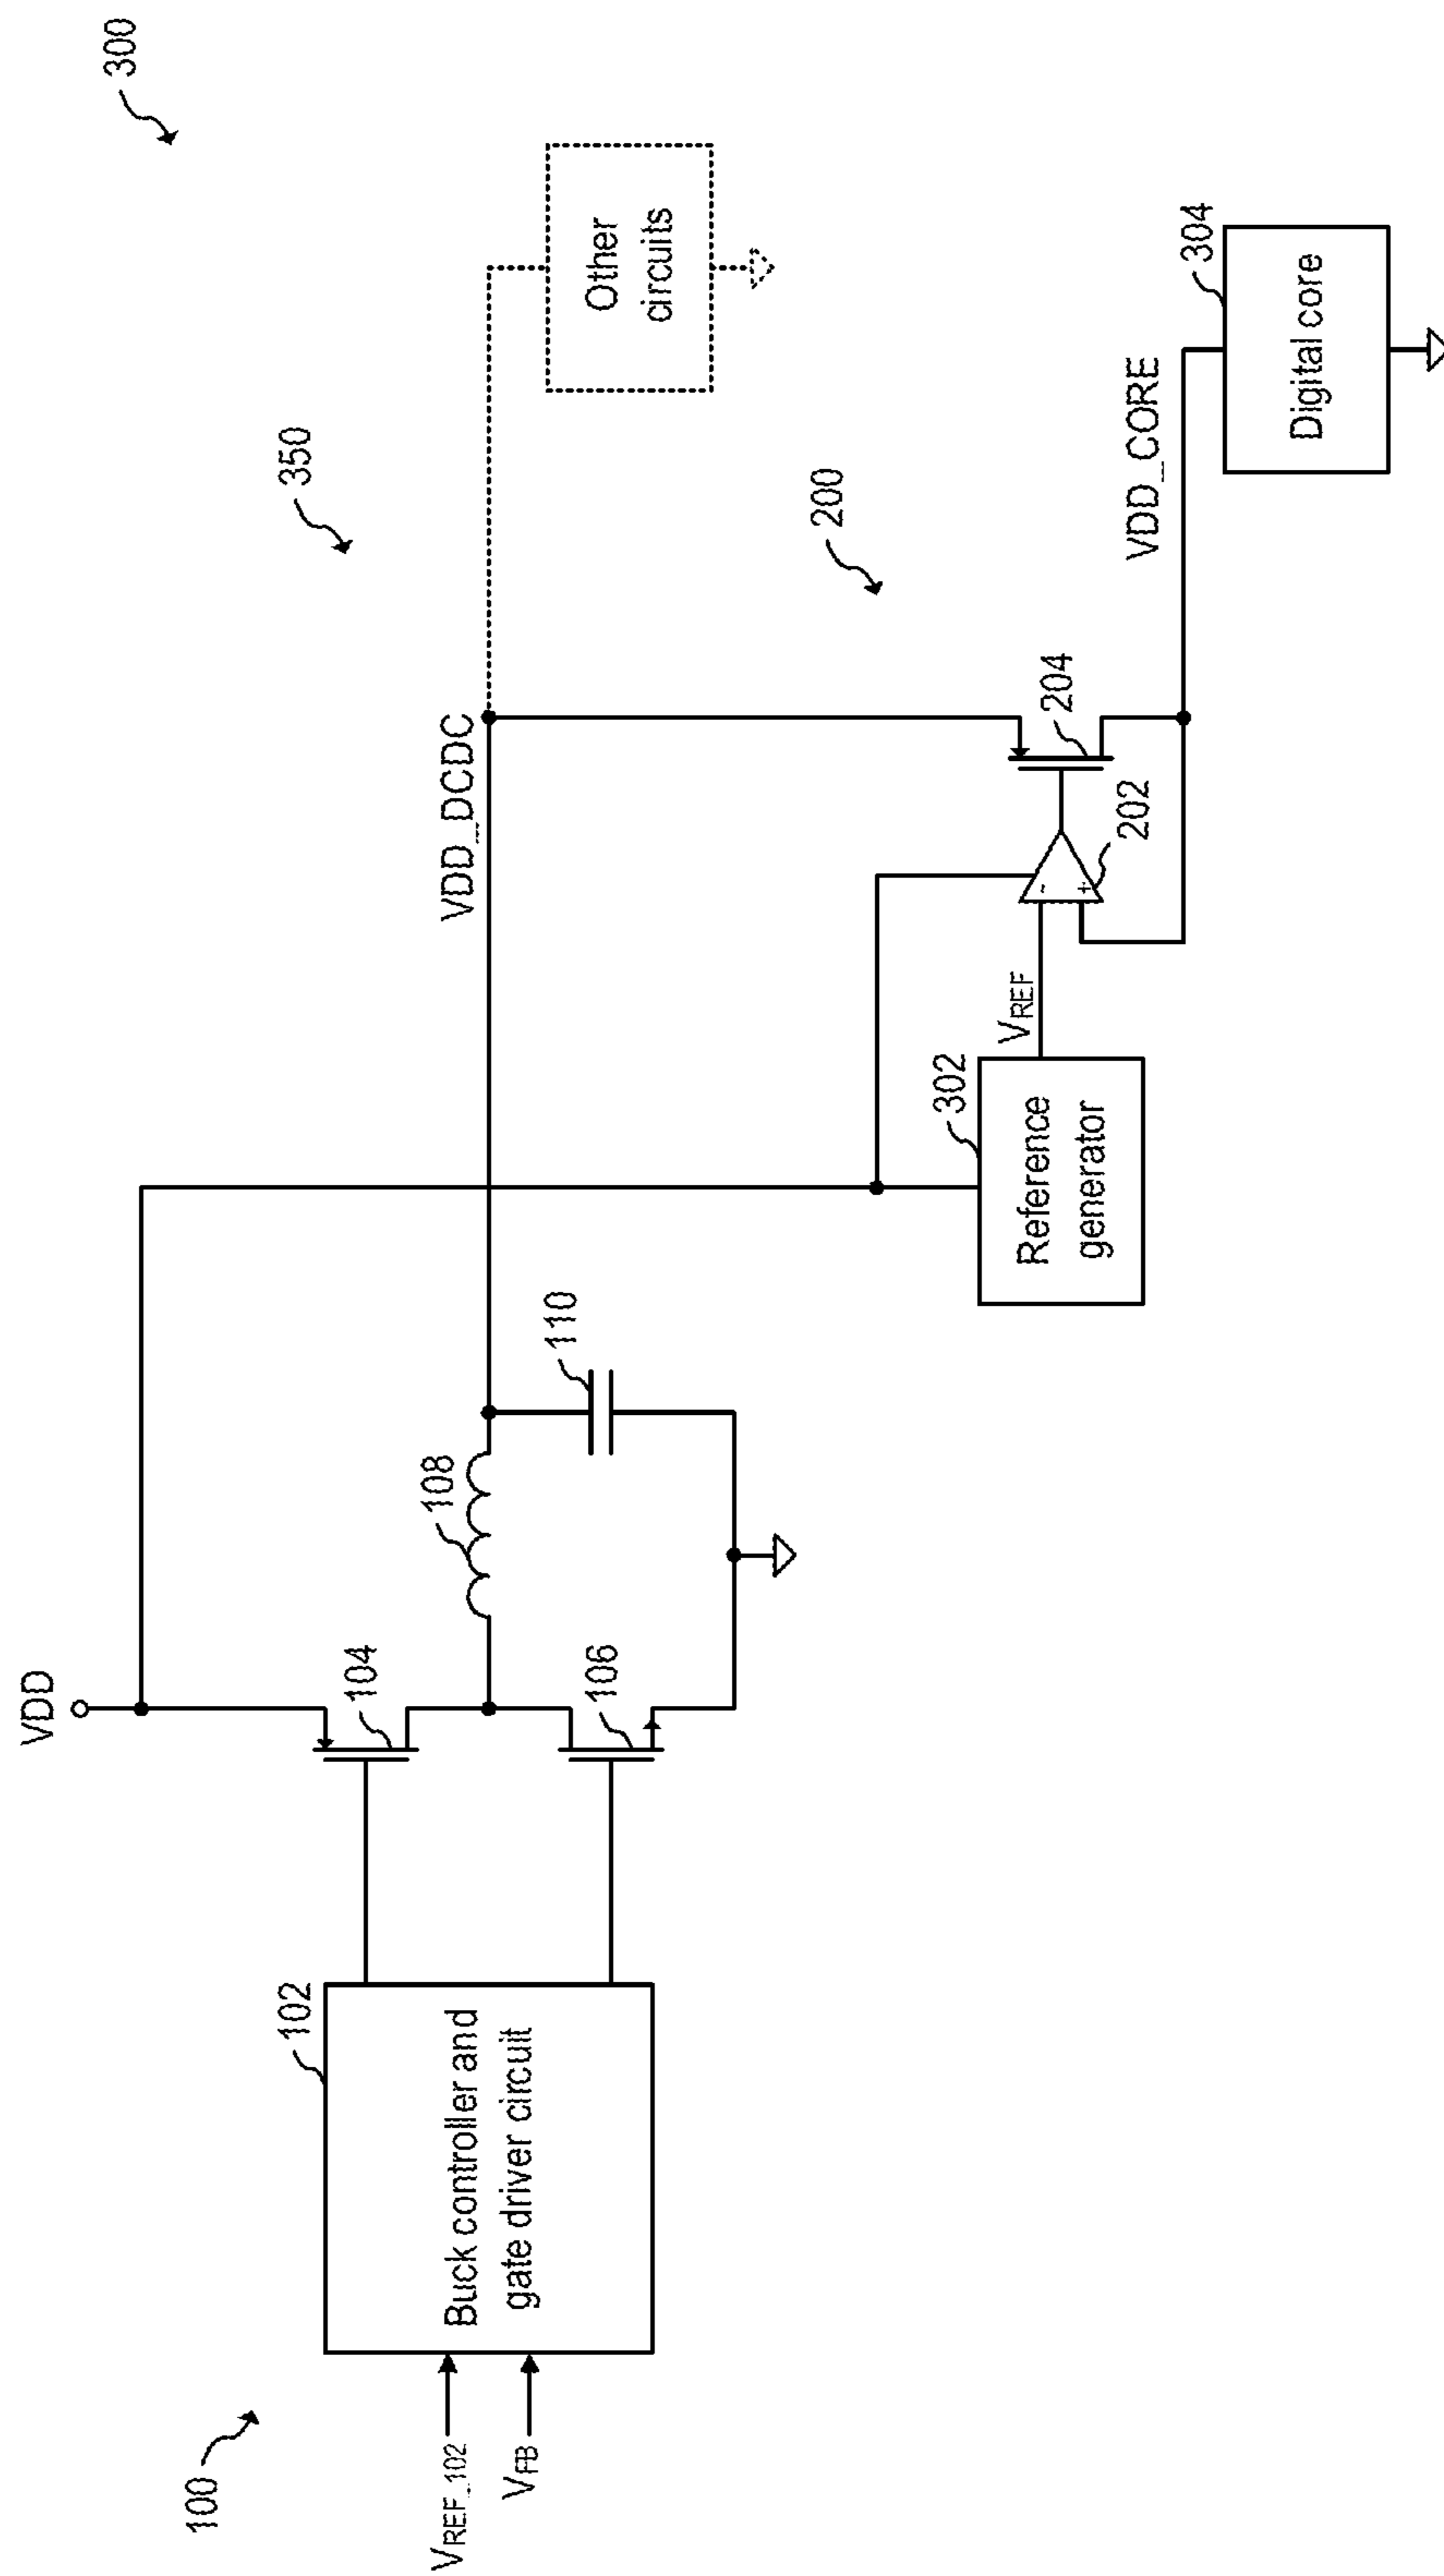 300
350
VDD
VDD_DCDC
Other
circuits
104
108
110
102
106
Buck controller and
gate driver circuit
100
VREF_102
VFB
200
302
Reference
generator
VREF
-
+
204
202
VDD_CORE
304
Digital core